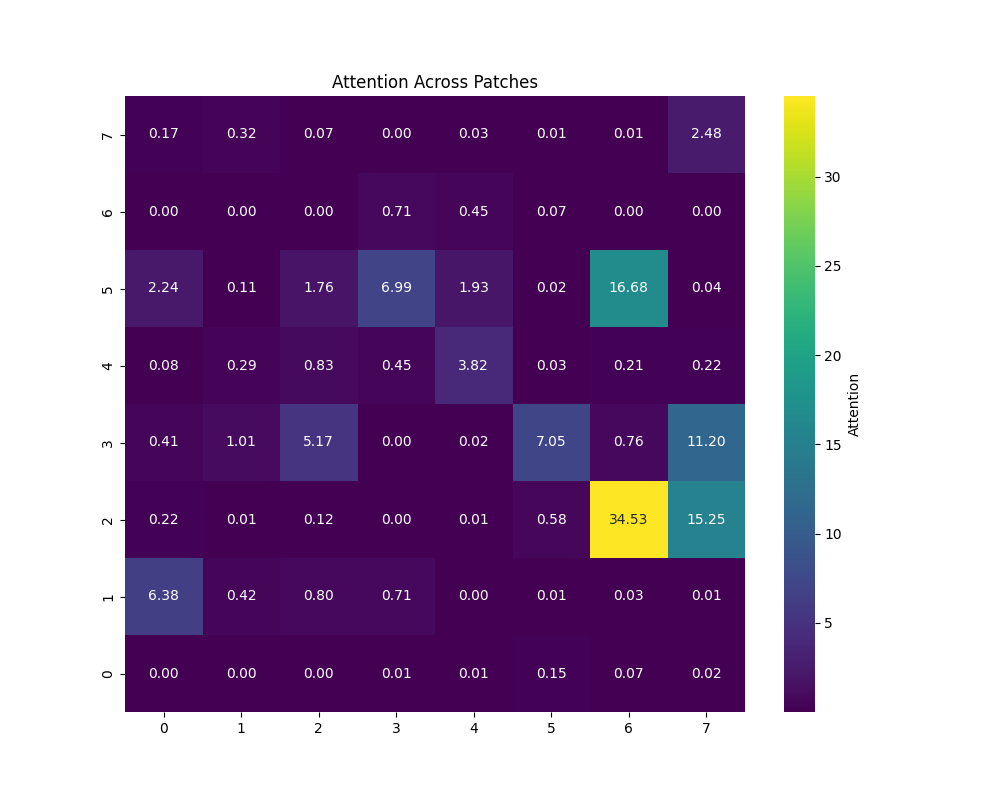 Attention Across Patches
7 0.17 0.32 0.07 0.00 0.03 0.01 0.01 2.48
6 0.00 0.00 0.00 0.71 0.45 0.07 0.00 0.00
5 2.24 0.11 1.76 6.99 1.93 0.02 16.68 0.04
4 0.08 0.29 0.83 0.45 3.82 0.03 0.21 0.22
3 0.41 1.01 5.17 0.00 0.02 7.05 0.76 11.20
2 0.22 0.01 0.12 0.00 0.01 0.58 34.53 15.25
1 6.38 0.42 0.80 0.71 0.00 0.01 0.03 0.01
0 0.00 0.00 0.00 0.01 0.01 0.15 0.07 0.02
0 1 2 3 4 5 6 7
30
25
20
15
10
5
Attention